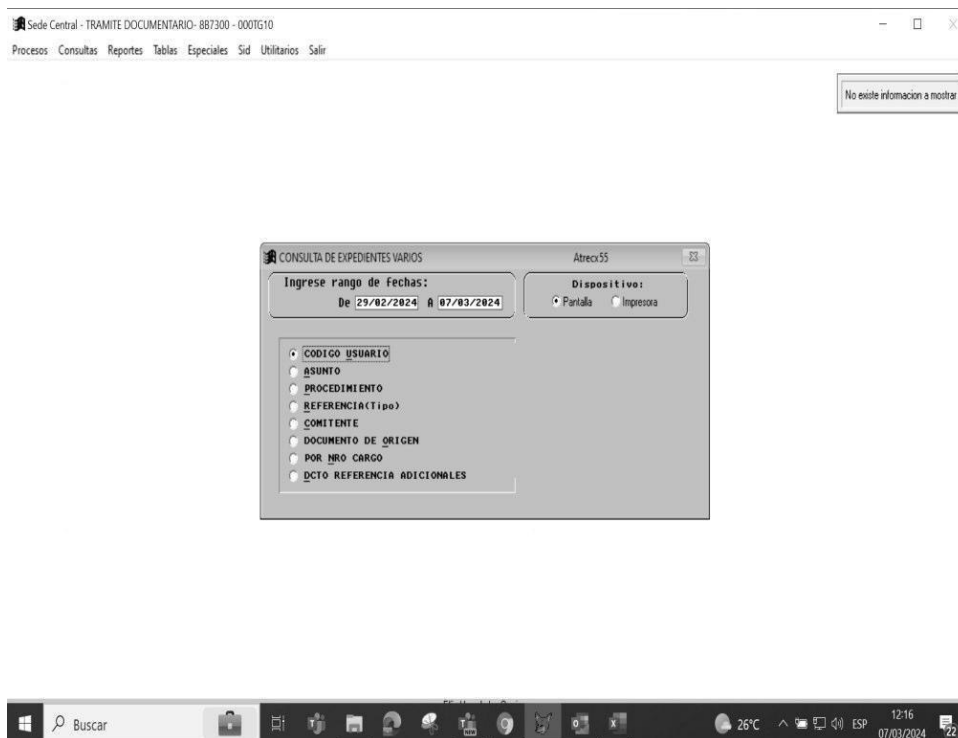 Sede Central - TRAMITE DOCUMENTARIO- 8B7300 - 000TG10
Procesos Consultas Reportes Tablas Especiales Sid Utilitarios Salir
No existe informacion a mostrar
CONSULTA DE EXPEDIENTES VARIOS Atrecx55
Ingrese rango de fechas:
De 29/02/2024 A 07/03/2024
Dispositivo:
Pantalla Impresora
CODIGO USUARIO
ASUNTO
PROCEDIMIENTO
REFERENCIA(Tipo)
COMITENTE
DOCUMENTO DE ORIGEN
POR NRO CARGO
DCTO REFERENCIA ADICIONALES
Buscar
NEW
26°C
ESP
12:16
07/03/2024
22